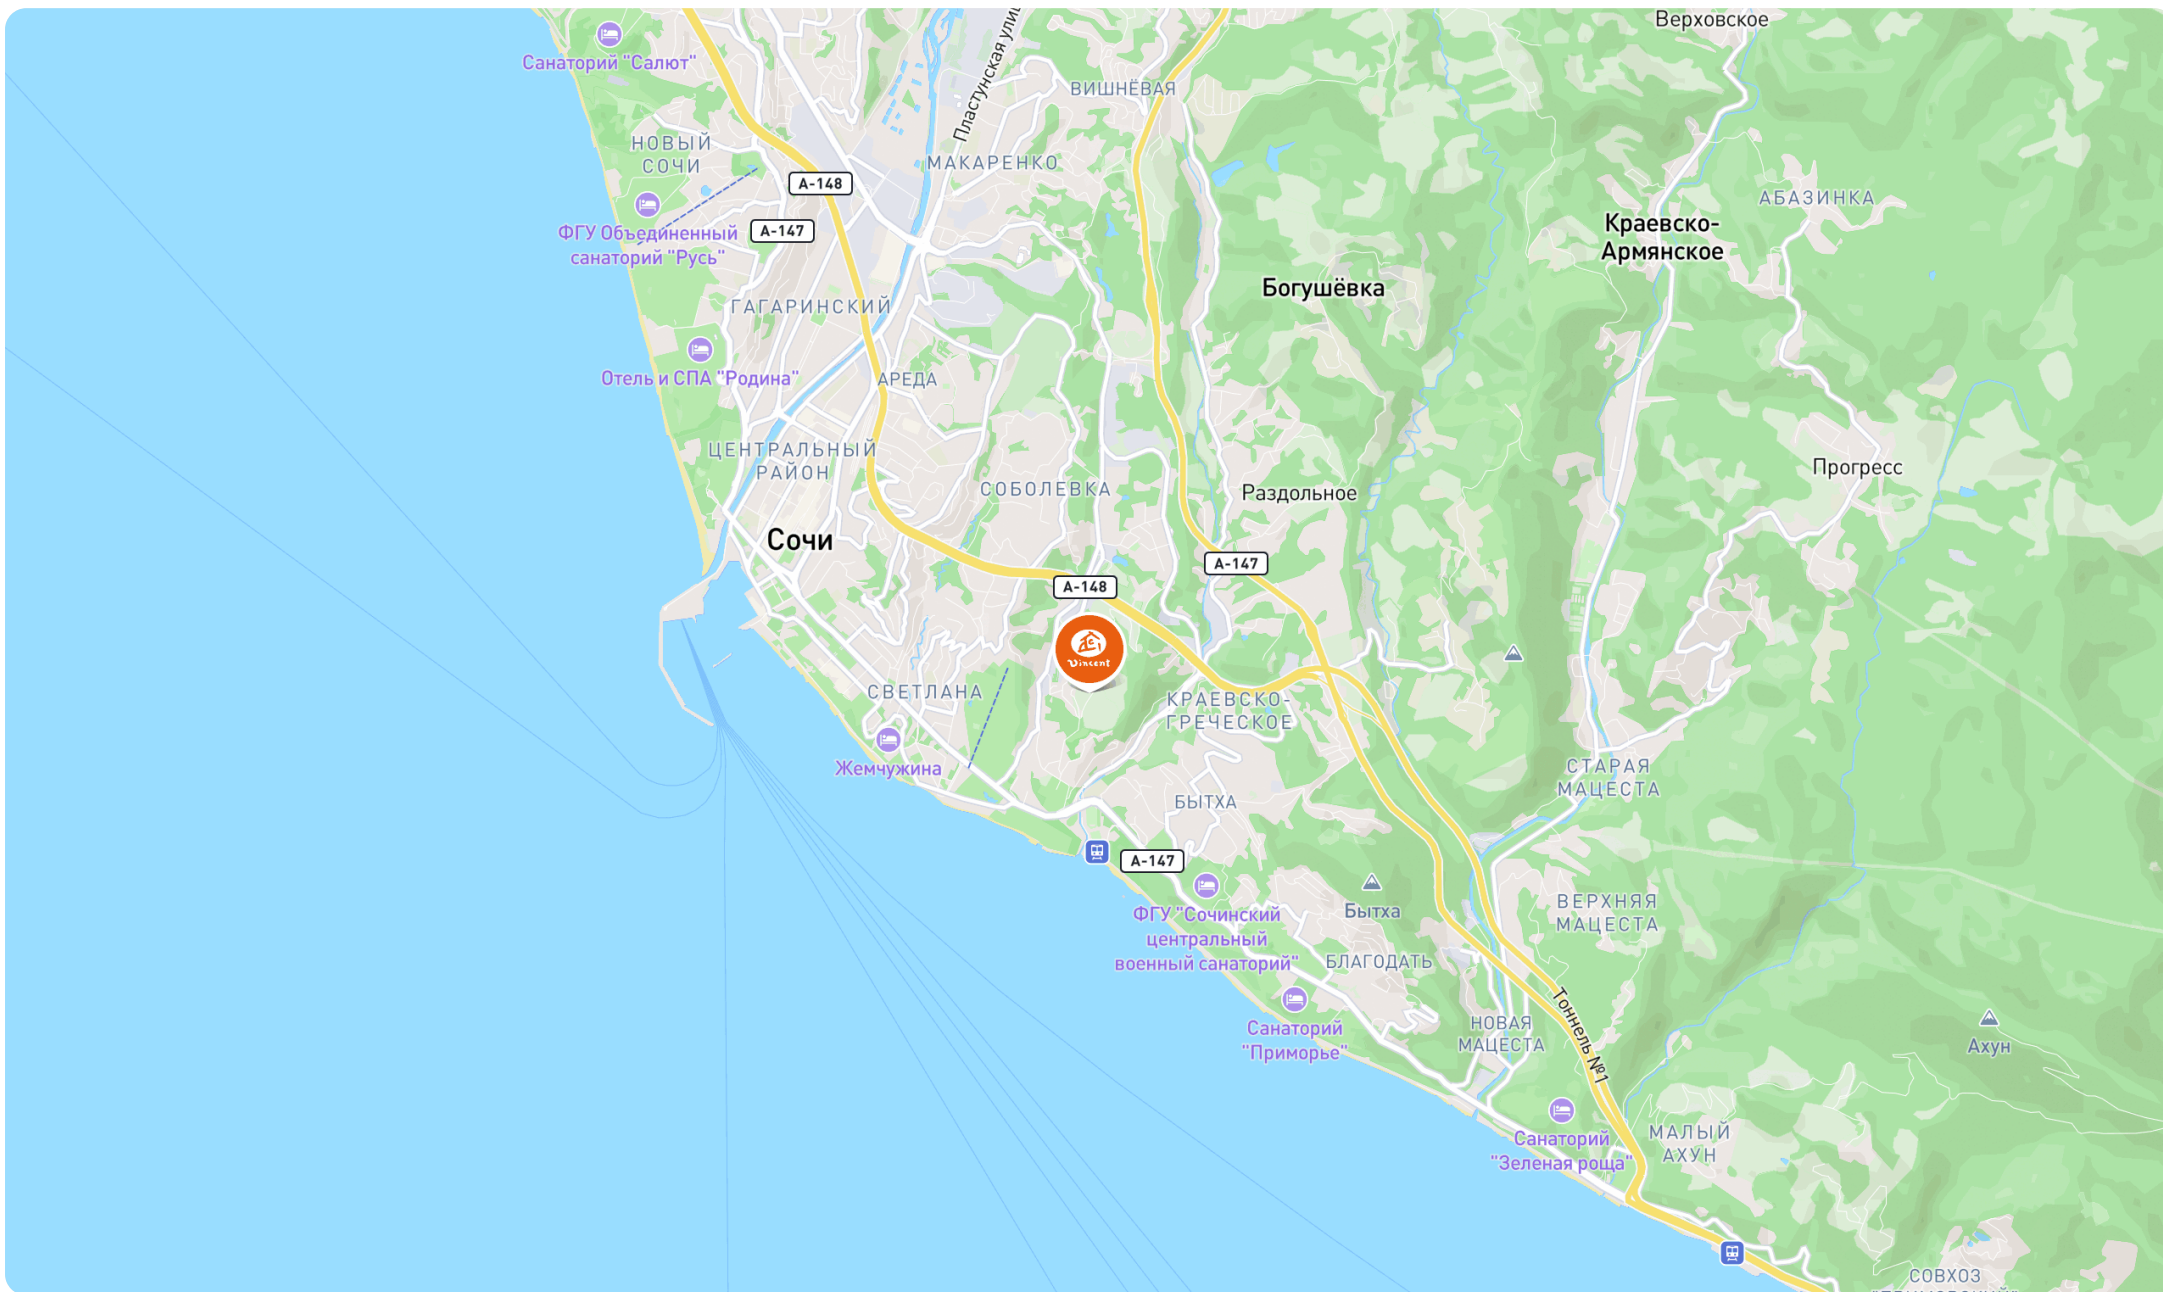 Верховское
Санаторий "Салют"
Пластунская улиц
ВИШНЁВАЯ
НОВЫЙ
СОЧИ
МАКАРЕНКО
А-148
АБАЗИНКА
ФГУ Объединенный
санаторий "Русь"
А-147
Краевско-
Армянское
Богушёвка
ГАГАРИНСКИЙ
Отель и СПА "Родина"
АРЕДА
ЦЕНТРАЛЬНЫЙ
РАЙОН
Прогресс
СОБОЛЕВКА
Раздольное
Сочи
А-147
А-148
Vincent
СВЕТЛАНА
КРАЕВСКО-
ГРЕЧЕСКОЕ
Жемчужина
СТАРАЯ
МАЦЕСТА
БЫТХА
А-147
ФГУ "Сочинский
центральный
военный санаторий"
Бытха
ВЕРХНЯЯ
МАЦЕСТА
БЛАГОДАТЬ
Санаторий
"Приморье"
НОВАЯ
МАЦЕСТА
Тоннель №1
Ахун
Санаторий
"Зеленая роща"
МАЛЫЙ
АХУН
СОВХОЗ